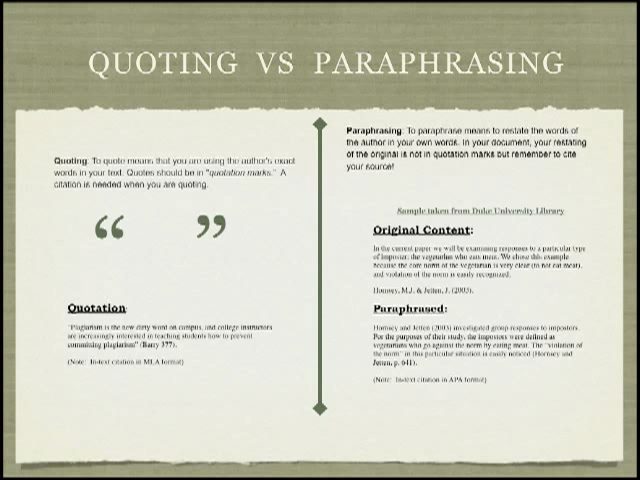 QUOTING VS PARAPHRASING
Quoting: To quote means that you are using the author's exact
words in your text. Quotes should be in "quotation marks." A
citation is needed when you are quoting.
“ ”
Quotation:
"Plagiarism is the new dirty word on campus, and college instructors
are increasingly interested in teaching students how to prevent
committing plagiarism" (Barry 377).
(Note: In-text citation in MLA format)
Paraphrasing: To paraphrase means to restate the words of
the author in your own words. In your document, your restating
of the original is not in quotation marks but remember to cite
your source!
Sample taken from Duke University Library
Original Content:
In the current paper we will be examining responses to a particular type
of imposter: the vegetarian who eats meat. We chose this example
because the core norm of the vegetarian is very clear (to not eat meat),
and violation of the norm is easily recognized.
Hornsey, M.J. & Jetten, J. (2003).
Paraphrased:
Hornsey and Jetten (2003) investigated group responses to impostors.
For the purposes of their study, the impostors were defined as
vegetarians who go against the norm by eating meat. The "violation of
the norm" in this particular situation is easily noticed (Hornsey and
Jetten, p. 641).
(Note: In-text citation in APA format)